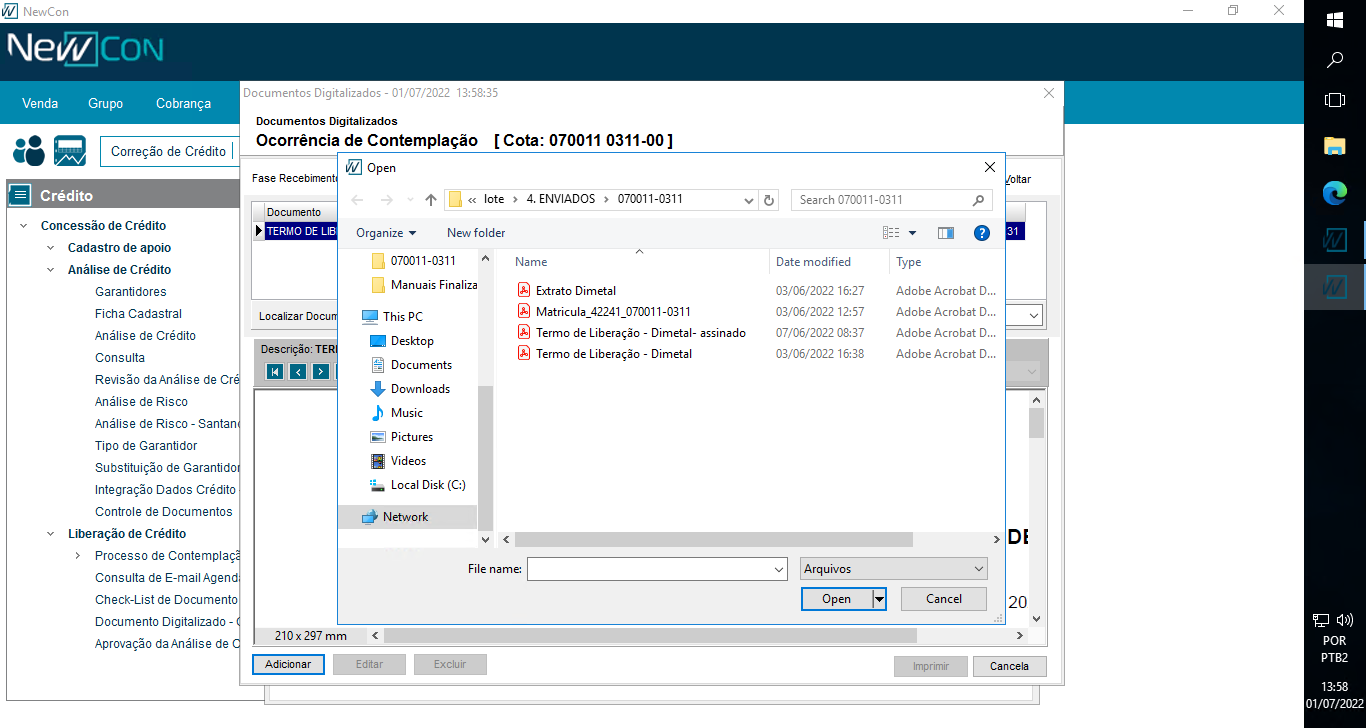 NewCon
NEWCON
Venda Grupo Cobrança
Correção de Crédito
Crédito
Concessão de Crédito
Cadastro de apoio
Análise de Crédito
Garantidores
Ficha Cadastral
Análise de Crédito
Consulta
Revisão da Análise de Cré
Análise de Risco
Análise de Risco - Santand
Tipo de Garantidor
Substituição de Garantidor
Integração Dados Crédito -
Controle de Documentos
Liberação de Crédito
Processo de Contemplaçã
Consulta de E-mail Agenda
Check-List de Documento
Documento Digitalizado - C
Aprovação da Análise de C
Documentos Digitalizados - 01/07/2022 13:58:35
Documentos Digitalizados
Ocorrência de Contemplação [ Cota: 070011 0311-00 ]
Fase Recebimento
Voltar
Documento
TERMO DE LIB
31
Localizar Docum
Descrição: TERI
Open
« lote > 4. ENVIADOS > 070011-0311
Search 070011-0311
Organize New folder
070011-0311
Manuais Finaliza
This PC
Desktop
Documents
Downloads
Music
Pictures
Videos
Local Disk (C:)
Network
Name Date modified Type
Extrato Dimetal 03/06/2022 16:27 Adobe Acrobat D...
Matricula_42241_070011-0311 03/06/2022 12:57 Adobe Acrobat D...
Termo de Liberação - Dimetal- assinado 07/06/2022 08:37 Adobe Acrobat D...
Termo de Liberação - Dimetal 03/06/2022 16:38 Adobe Acrobat D...
File name:
Arquivos
Open Cancel
DE
20
210 x 297 mm
Adicionar Editar Excluir Imprimir Cancela
POR
PTB2
13:58
01/07/2022